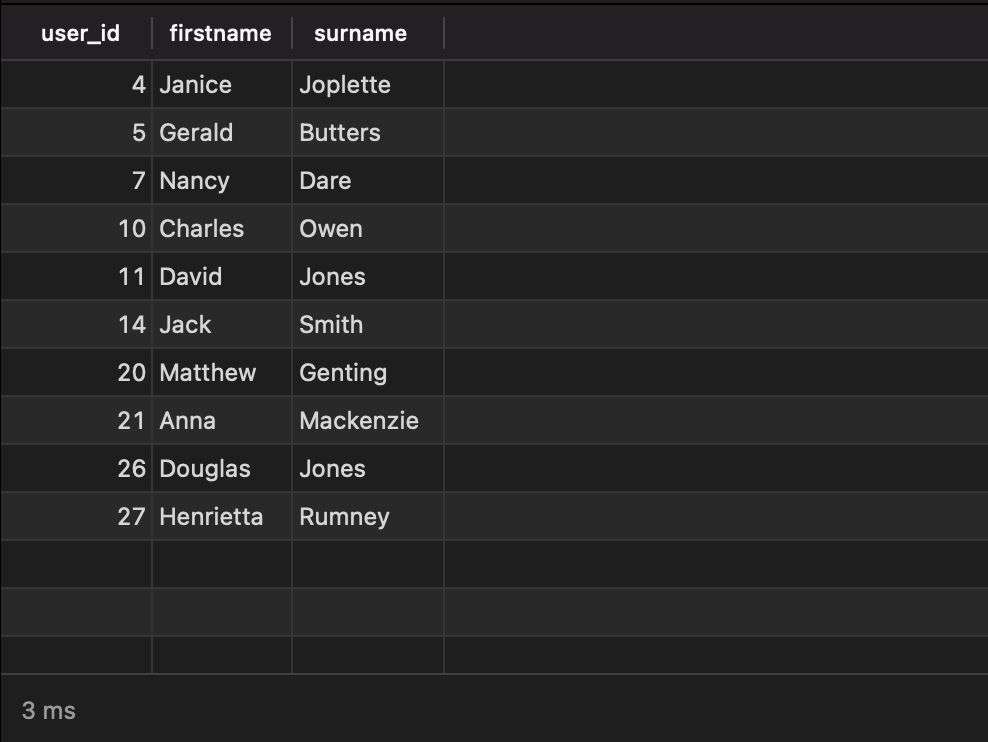 user_id firstname surname
4 Janice Joplette
5 Gerald Butters
7 Nancy Dare
10 Charles Owen
11 David Jones
14 Jack Smith
20 Matthew Genting
21 Anna Mackenzie
26 Douglas Jones
27 Henrietta Rumney
3 ms